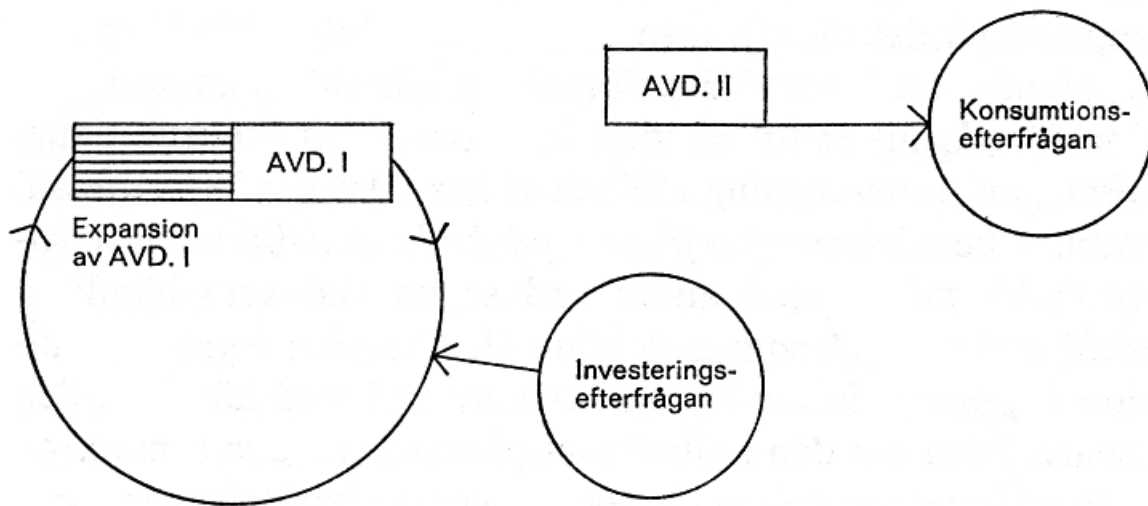 AVD. II
Konsumtions-
efterfrågan
AVD. I
Expansion
av AVD. I
Investerings-
efterfrågan